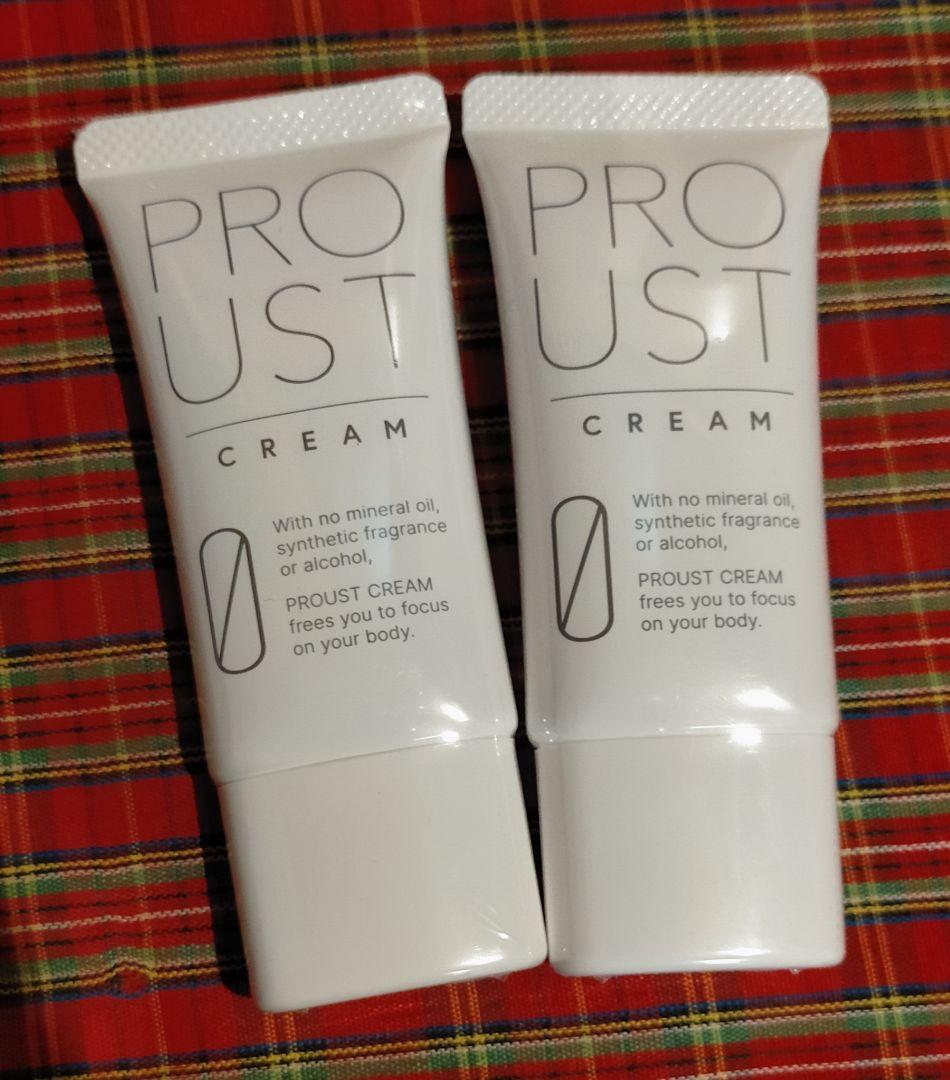 PRO
UST
CREAM
0
With no mineral oil,
synthetic fragrance
or alcohol,
PROUST CREAM
frees you to focus
on your body.
PRO
UST
CREAM
0
With no mineral oil,
synthetic fragrance
or alcohol,
PROUST CREAM
frees you to focus
on your body.